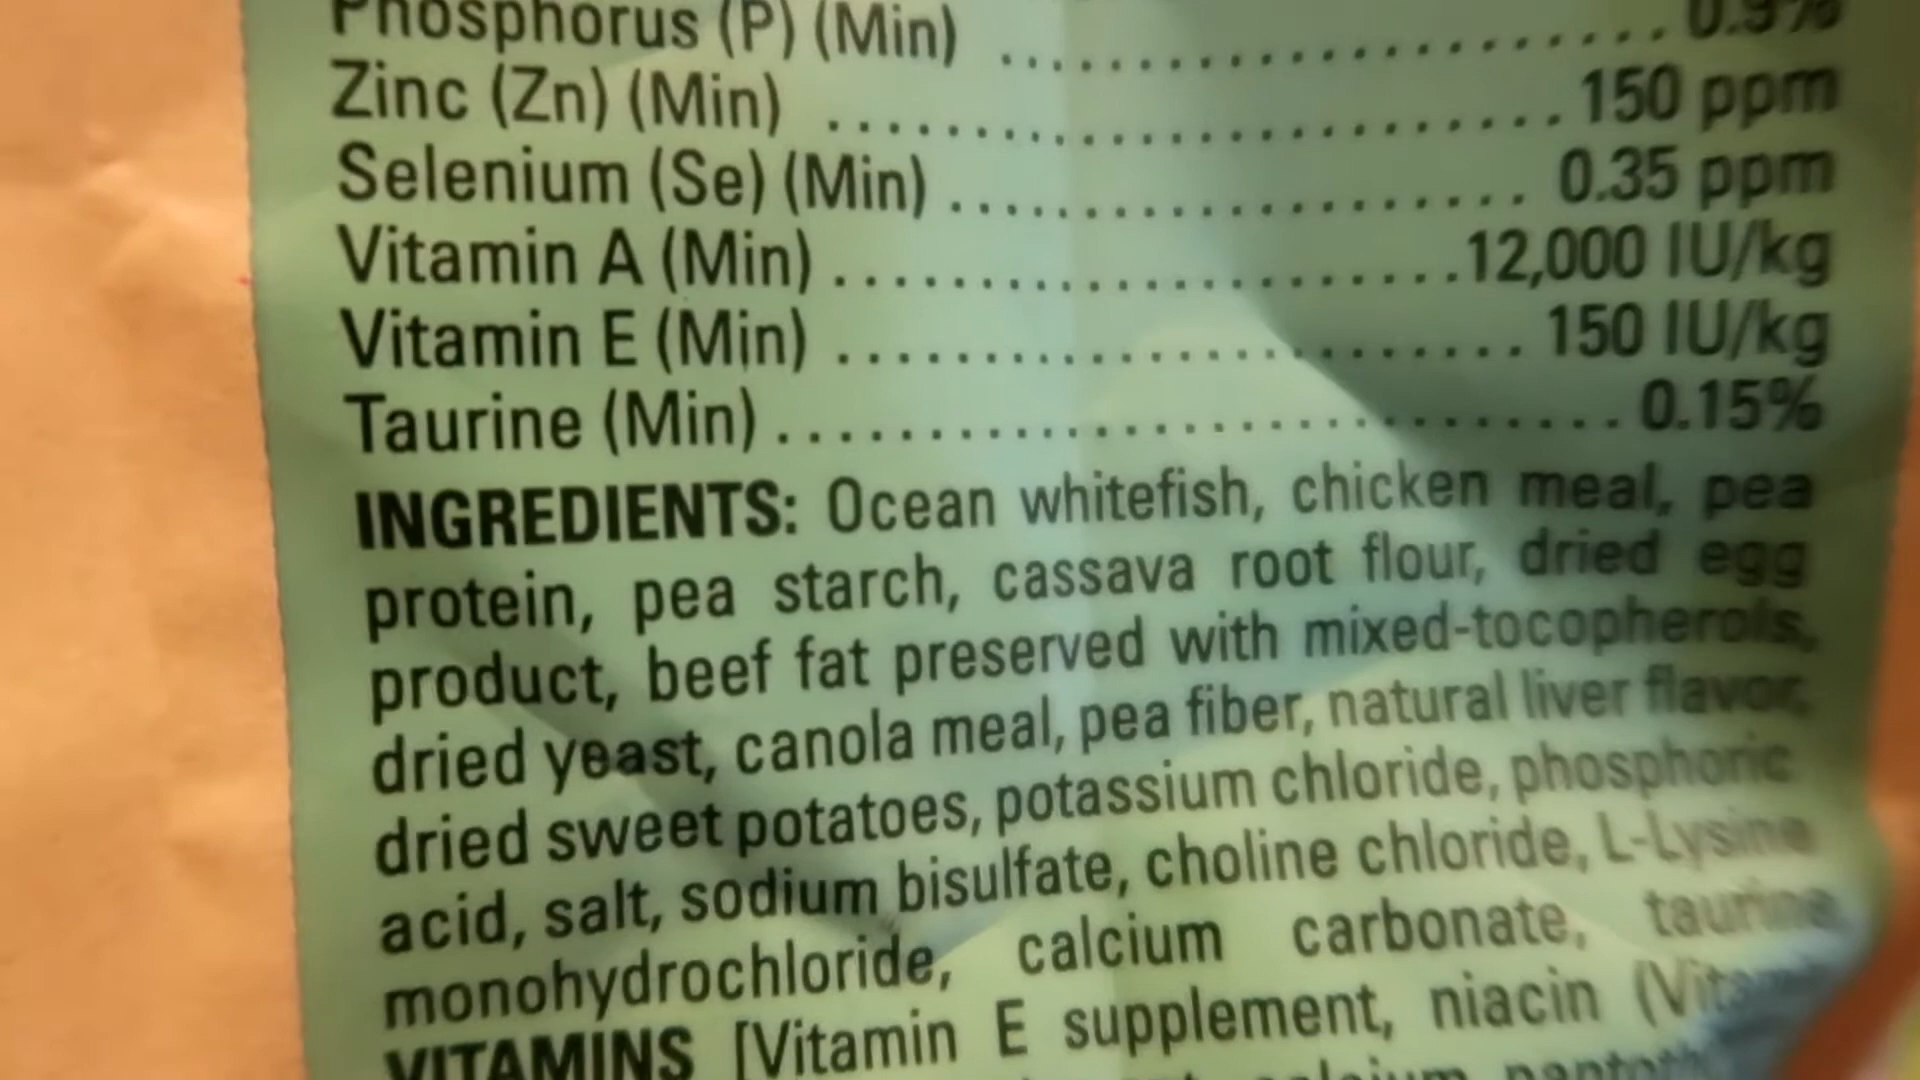 Phosphorus (P) (Min) .................... 0.9%
Zinc (Zn) (Min) ......................... 150 ppm
Selenium (Se) (Min) .................... 0.35 ppm
Vitamin A (Min) ......................12,000 IU/kg
Vitamin E (Min) ........................ 150 IU/kg
Taurine (Min) ............................. 0.15%
INGREDIENTS: Ocean whitefish, chicken meal, pea
protein, pea starch, cassava root flour, dried egg
product, beef fat preserved with mixed-tocopherols,
dried yeast, canola meal, pea fiber, natural liver flavor,
dried sweet potatoes, potassium chloride, phosphoric
acid, salt, sodium bisulfate, choline chloride, L-Lysine
monohydrochloride, calcium carbonate, taurine,
VITAMINS [Vitamin E supplement, niacin